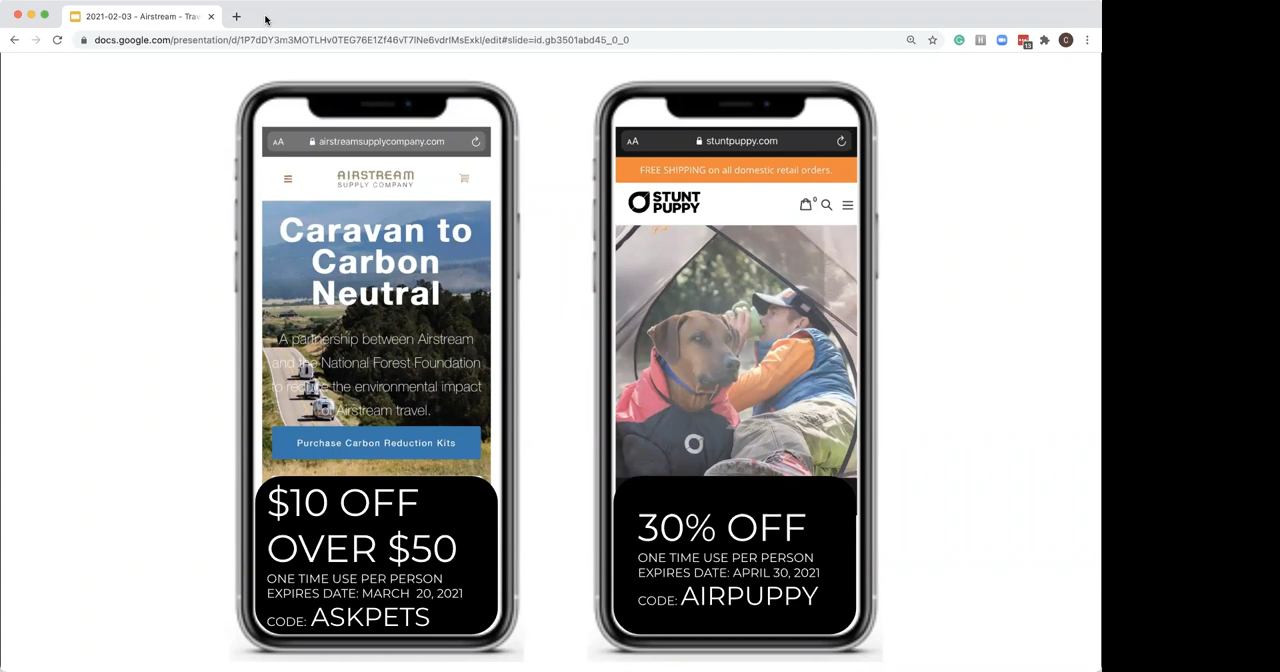 2021-02-03 - Airstream - Trav
docs.google.com/presentation/d/1P7dDY3m3MOTLHv0TEG76E1Zf46vT7lNe6vdrlMsExkI/edit#slide=id.gb3501abd45_0_0
13
C
AA airstreamsupplycompany.com
AIRSTREAM
SUPPLY COMPANY
Caravan to
Carbon
Neutral
A partnership between Airstream
and the National Forest Foundation
to reduce the environmental impact
of Airstream travel.
Purchase Carbon Reduction Kits
$10 OFF
OVER $50
ONE TIME USE PER PERSON
EXPIRES DATE: MARCH 20, 2021
CODE: ASKPETS
AA stuntpuppy.com
FREE SHIPPING on all domestic retail orders.
STUNT
PUPPY
0
30% OFF
ONE TIME USE PER PERSON
EXPIRES DATE: APRIL 30, 2021
CODE: AIRPUPPY